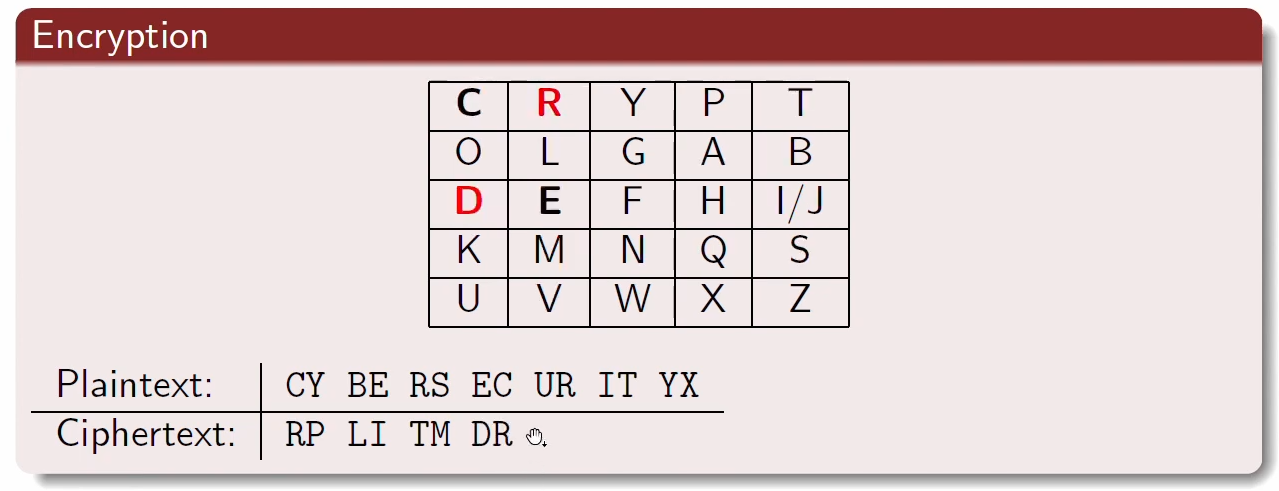 Encryption
C R Y P T
O L G A B
D E F H I/J
K M N Q S
U V W X Z
Plaintext: CY BE RS EC UR IT YX
Ciphertext: RP LI TM DR